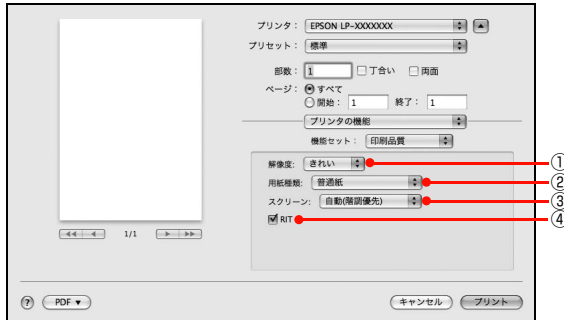 プリンタ： EPSON LP-XXXXXXX
プリセット： 標準
部数： 1 丁合い 両面
ページ： すべて
開始： 1 終了： 1
プリンタの機能
機能セット： 印刷品質
解像度: きれい ①
用紙種類: 普通紙 ②
スクリーン: 自動(階調優先) ③
RIT ④
1/1
? PDF ▼ キャンセル プリント